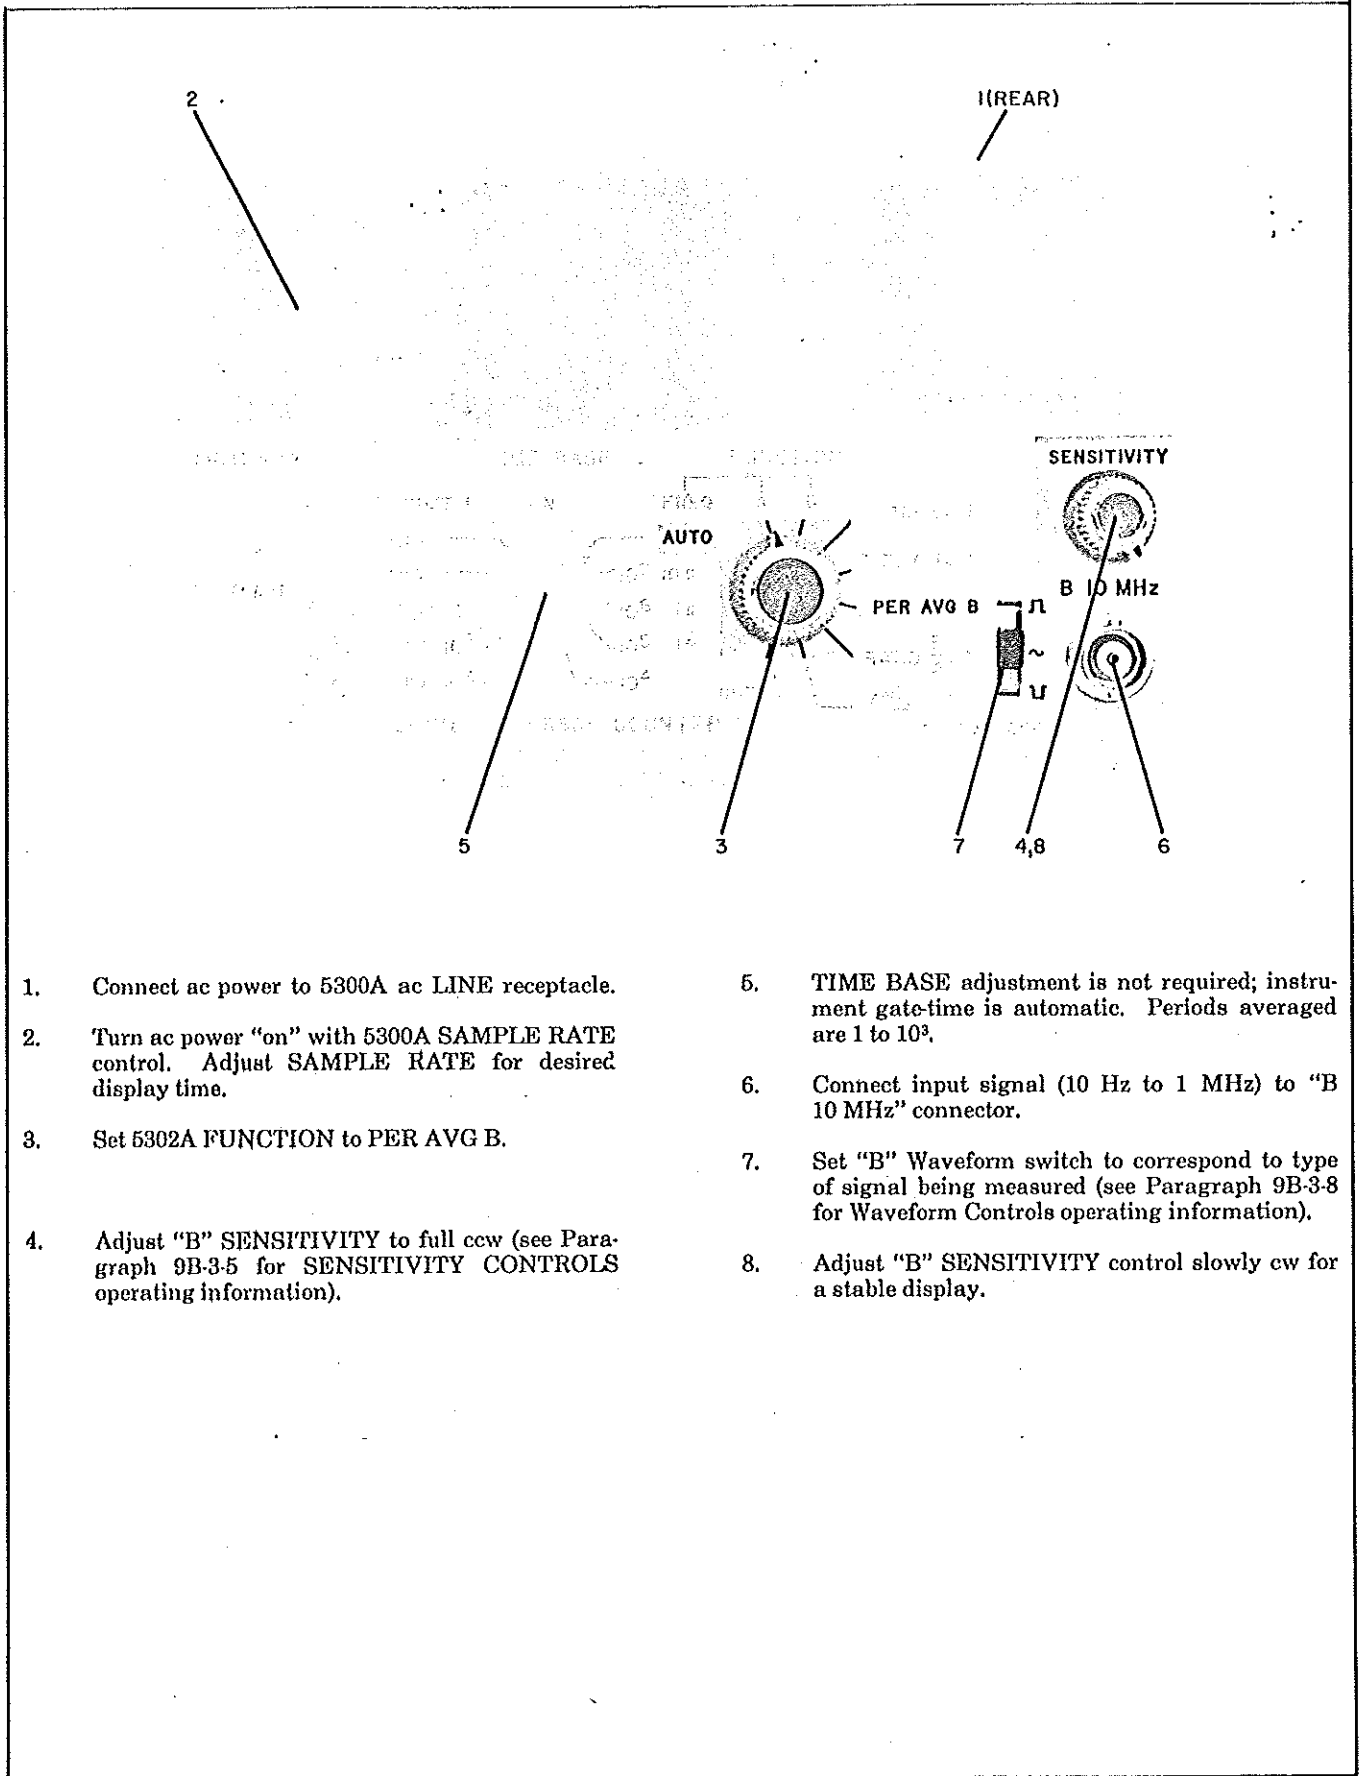 2
1(REAR)
SENSITIVITY
AUTO
B 10 MHz
PER AVG B
5
3
7
4,8
6
1. Connect ac power to 5300A ac LINE receptacle.
2. Turn ac power "on" with 5300A SAMPLE RATE
control. Adjust SAMPLE RATE for desired
display time.
3. Set 5302A FUNCTION to PER AVG B.
4. Adjust "B" SENSITIVITY to full ccw (see Para-
graph 9B-3-5 for SENSITIVITY CONTROLS
operating information).
5. TIME BASE adjustment is not required; instru-
ment gate-time is automatic. Periods averaged
are 1 to 10³.
6. Connect input signal (10 Hz to 1 MHz) to "B
10 MHz" connector.
7. Set "B" Waveform switch to correspond to type
of signal being measured (see Paragraph 9B-3-8
for Waveform Controls operating information).
8. Adjust "B" SENSITIVITY control slowly cw for
a stable display.